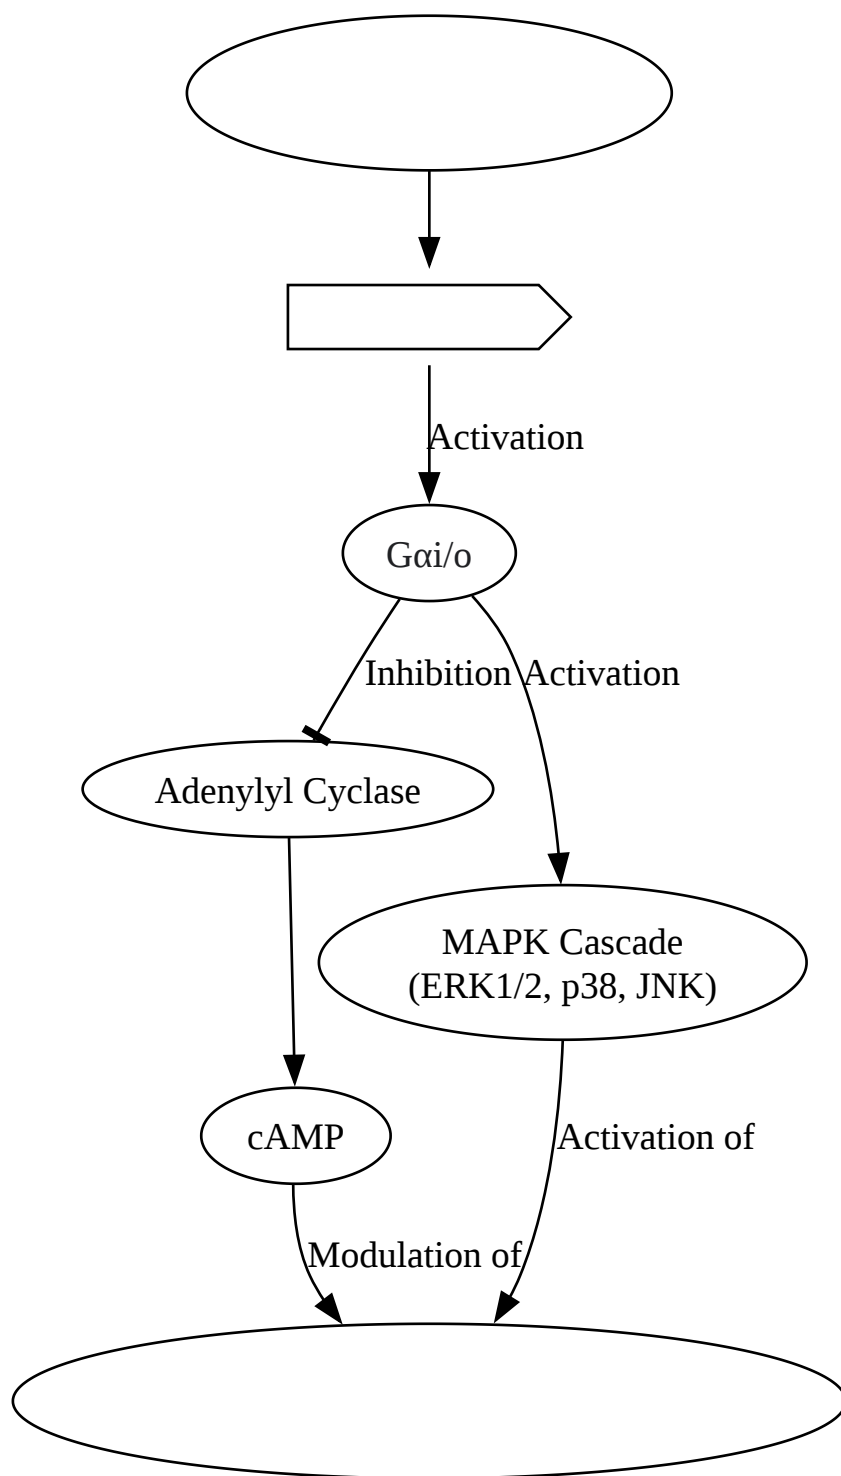 Activation
Gαi/o
Inhibition
Activation
Adenylyl Cyclase
MAPK Cascade
(ERK1/2, p38, JNK)
cAMP
Activation of
Modulation of